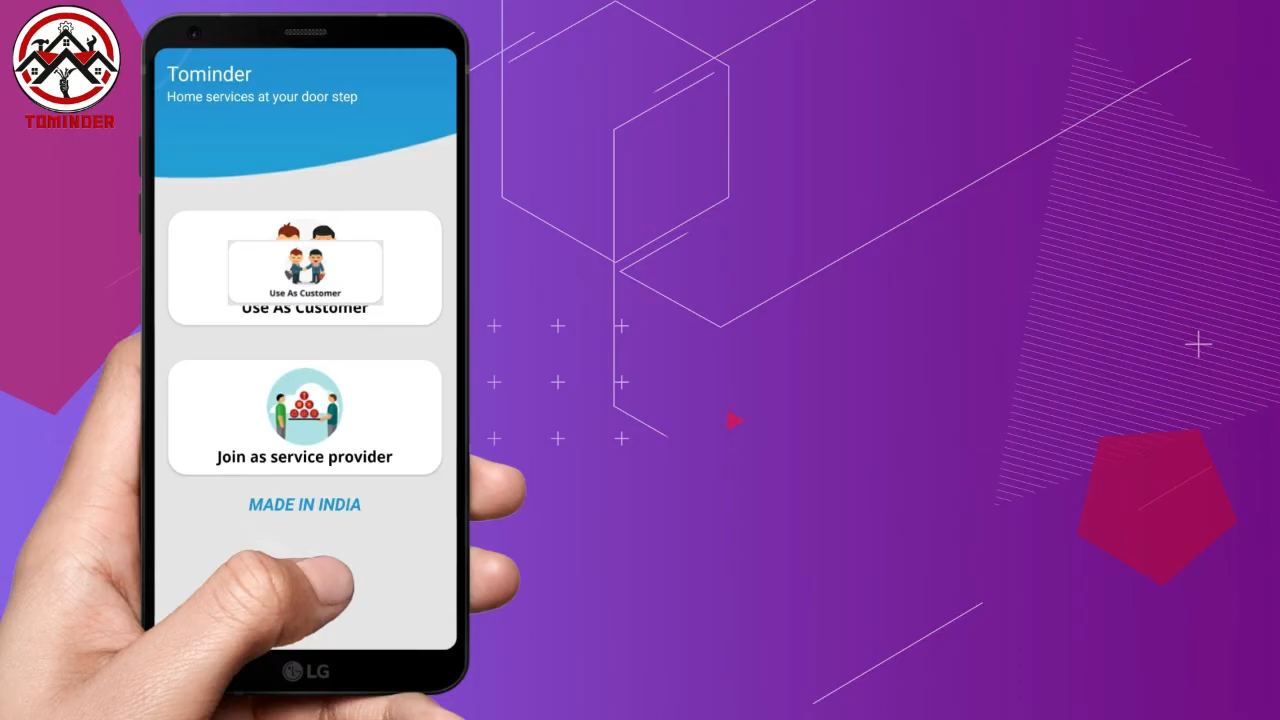 TOMINDER
Tominder
Home services at your door step
Use As Customer
Use As Customer
Join as service provider
MADE IN INDIA
LG